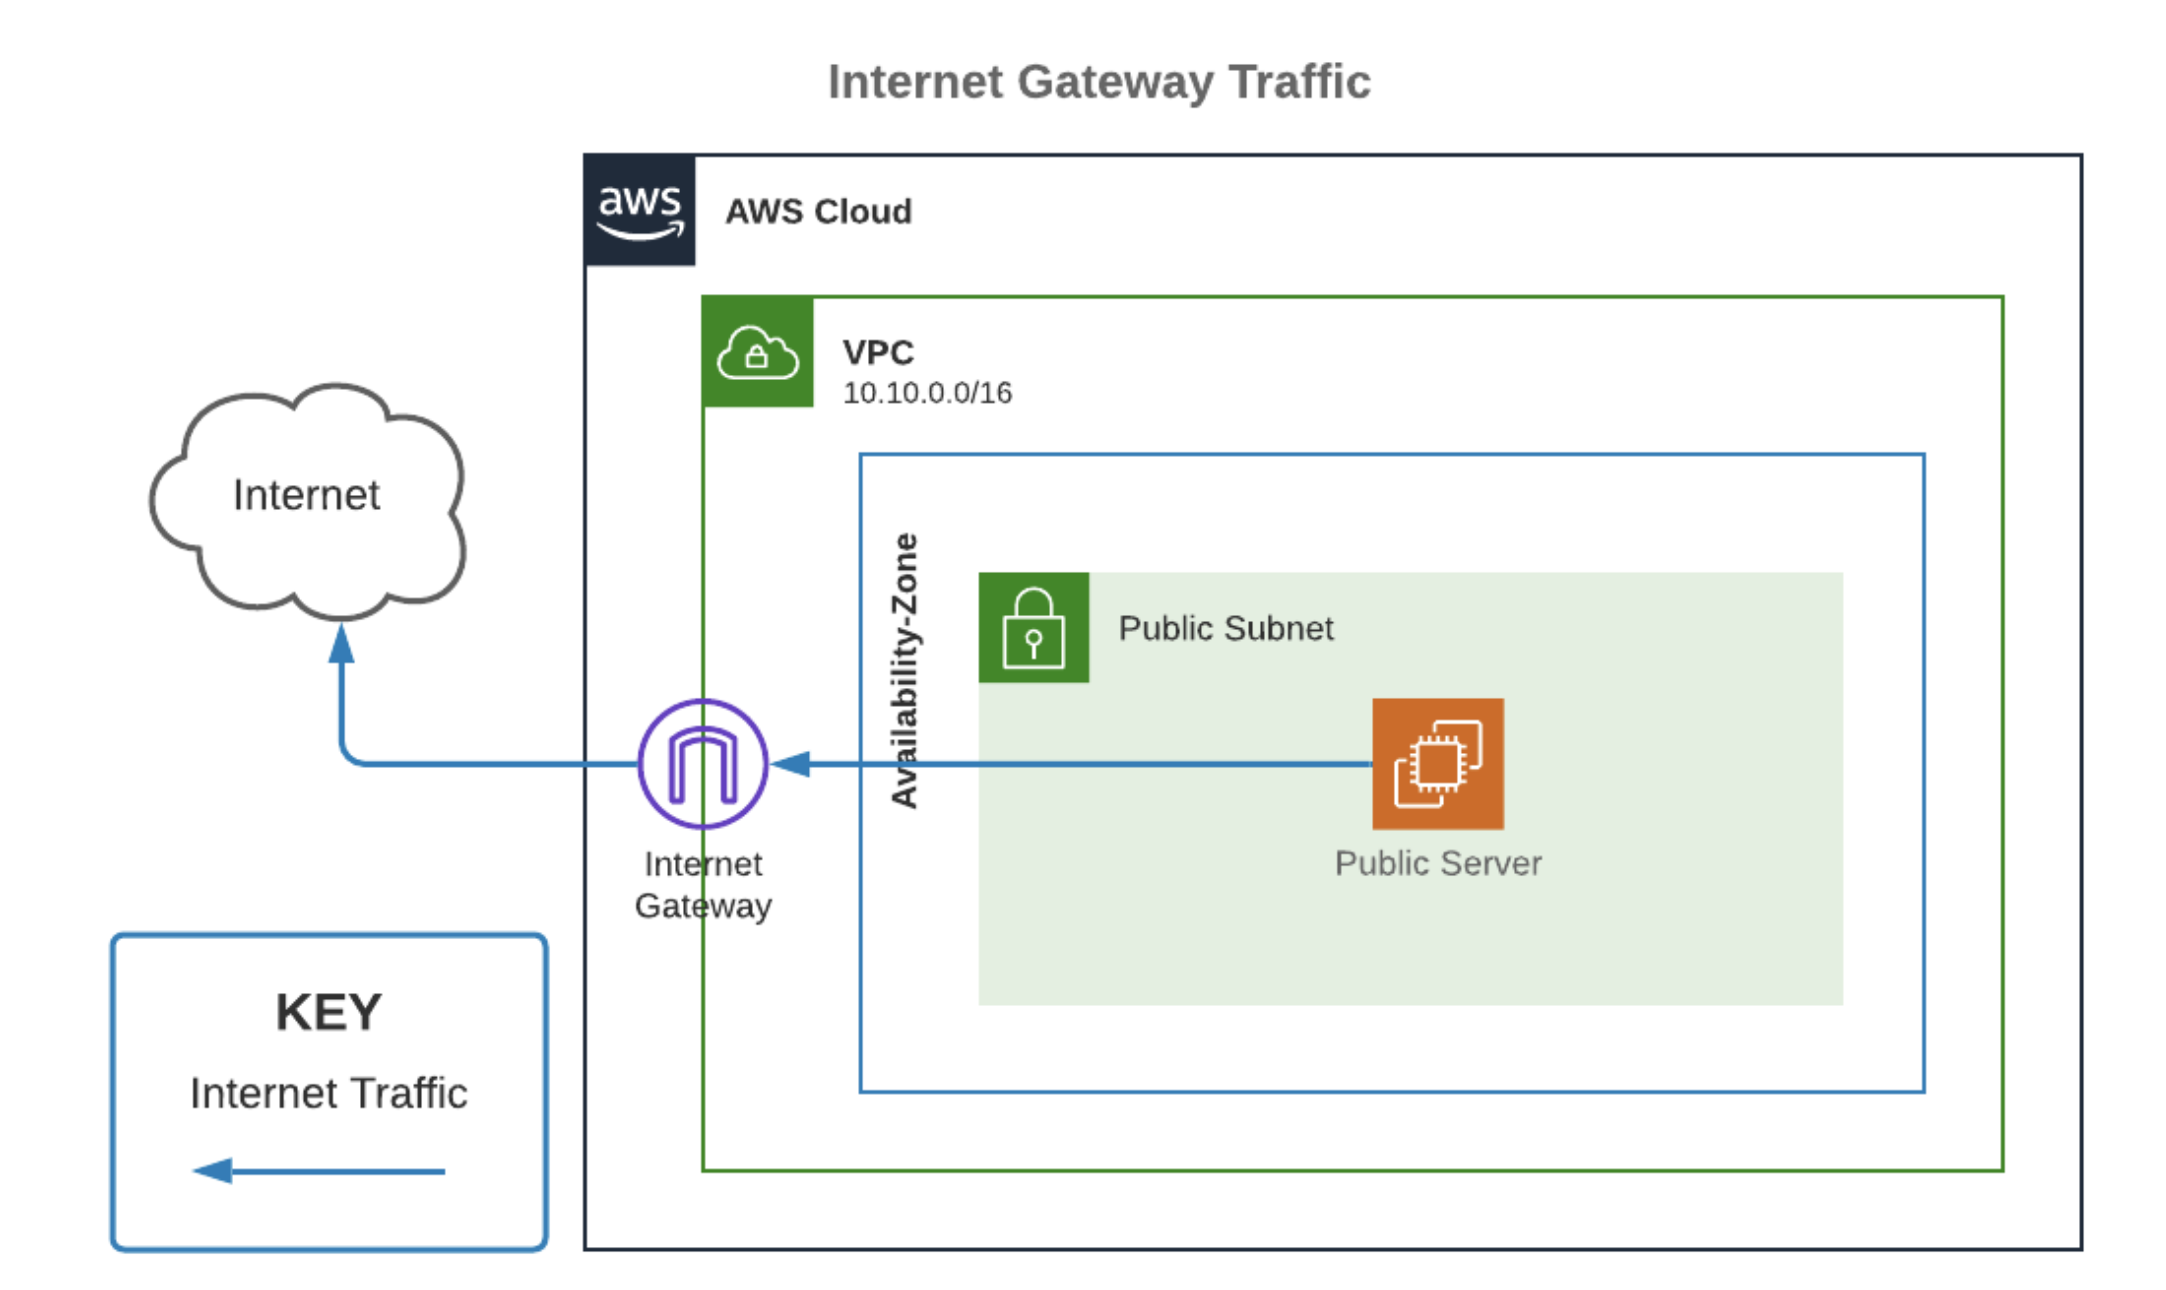 Internet Gateway Traffic
aws
AWS Cloud
VPC
10.10.0.0/16
Internet
Availability-Zone
Public Subnet
Public Server
Internet
Gateway
KEY
Internet Traffic